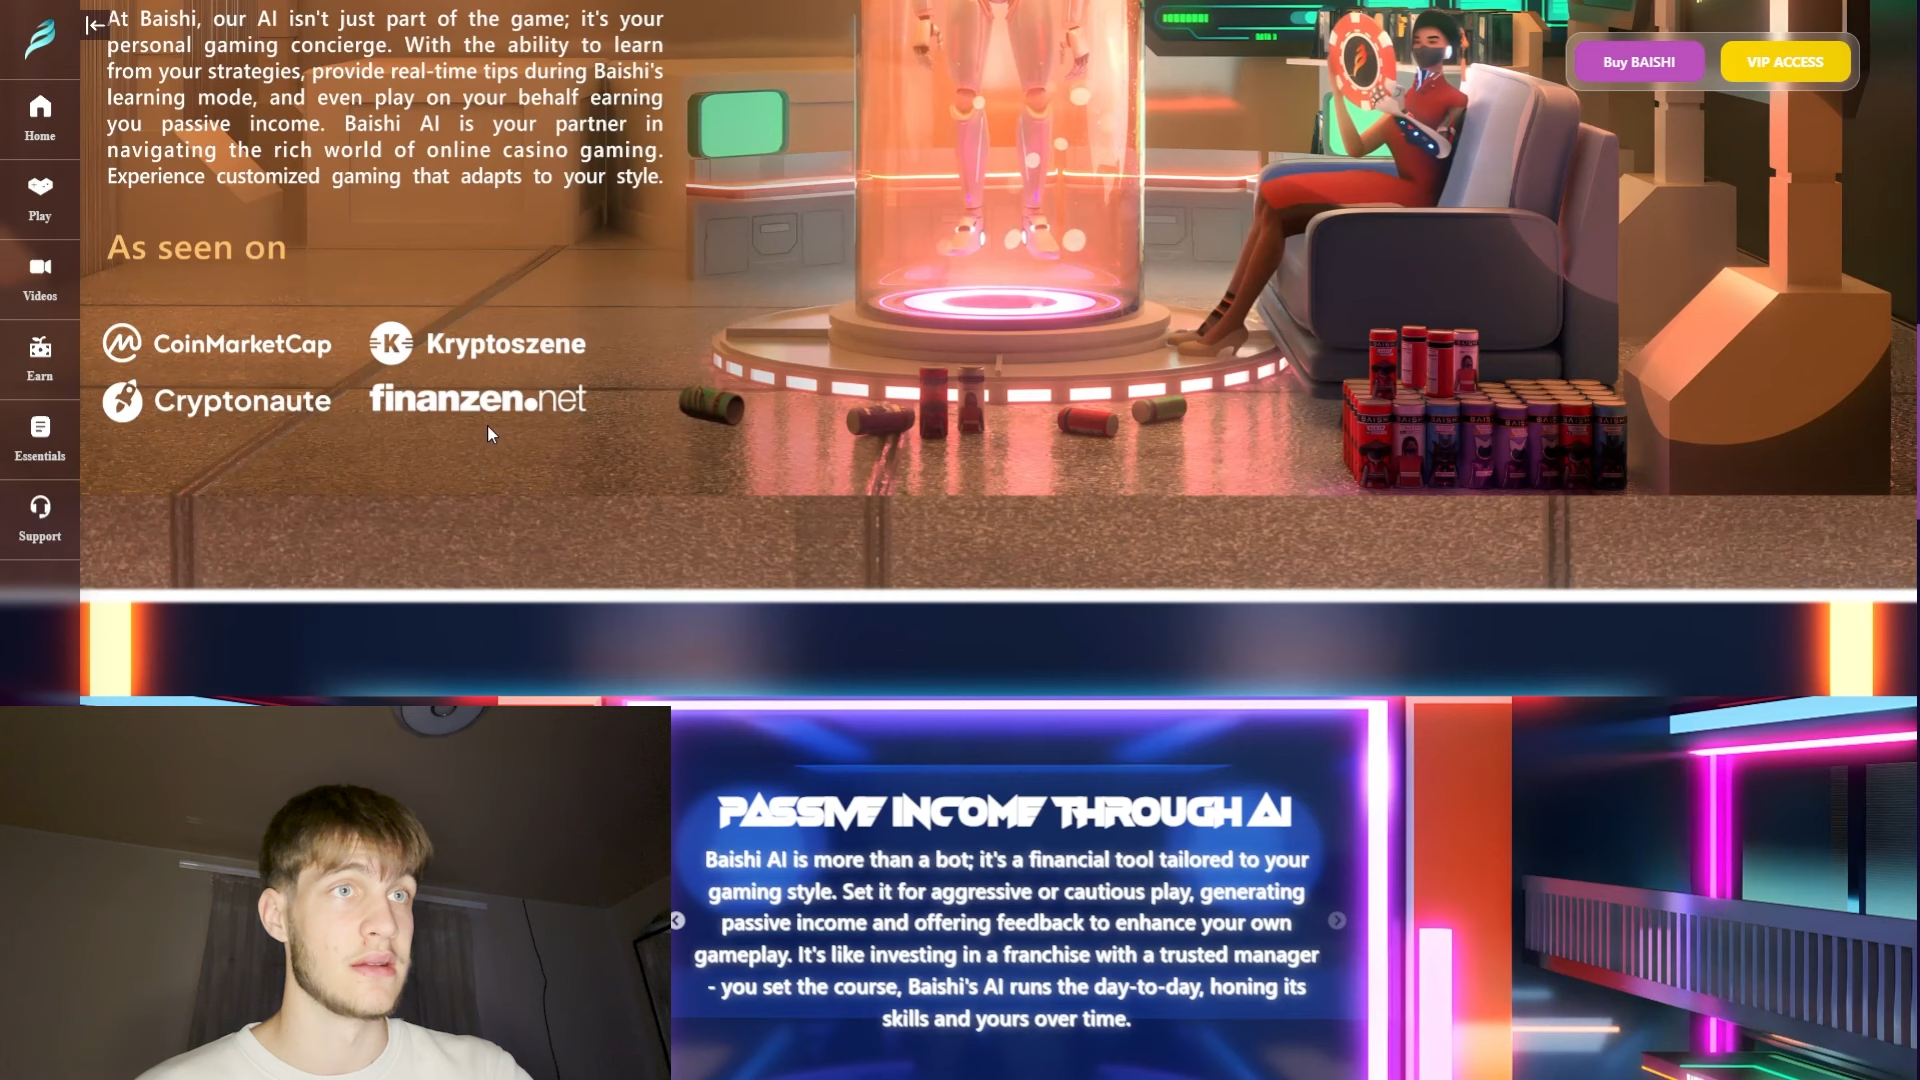 At Baishi, our AI isn't just part of the game; it's your
personal gaming concierge. With the ability to learn
from your strategies, provide real-time tips during Baishi's
learning mode, and even play on your behalf earning
you passive income. Baishi AI is your partner in
navigating the rich world of online casino gaming.
Experience customized gaming that adapts to your style.
Buy BAISHI
VIP ACCESS
Home
Play
Videos
Earn
Essentials
Support
As seen on
CoinMarketCap
Kryptoszene
Cryptonaute
finanzen.net
PASSIVE INCOME THROUGH AI
Baishi AI is more than a bot; it's a financial tool tailored to your
gaming style. Set it for aggressive or cautious play, generating
passive income and offering feedback to enhance your own
gameplay. It's like investing in a franchise with a trusted manager
- you set the course, Baishi's AI runs the day-to-day, honing its
skills and yours over time.